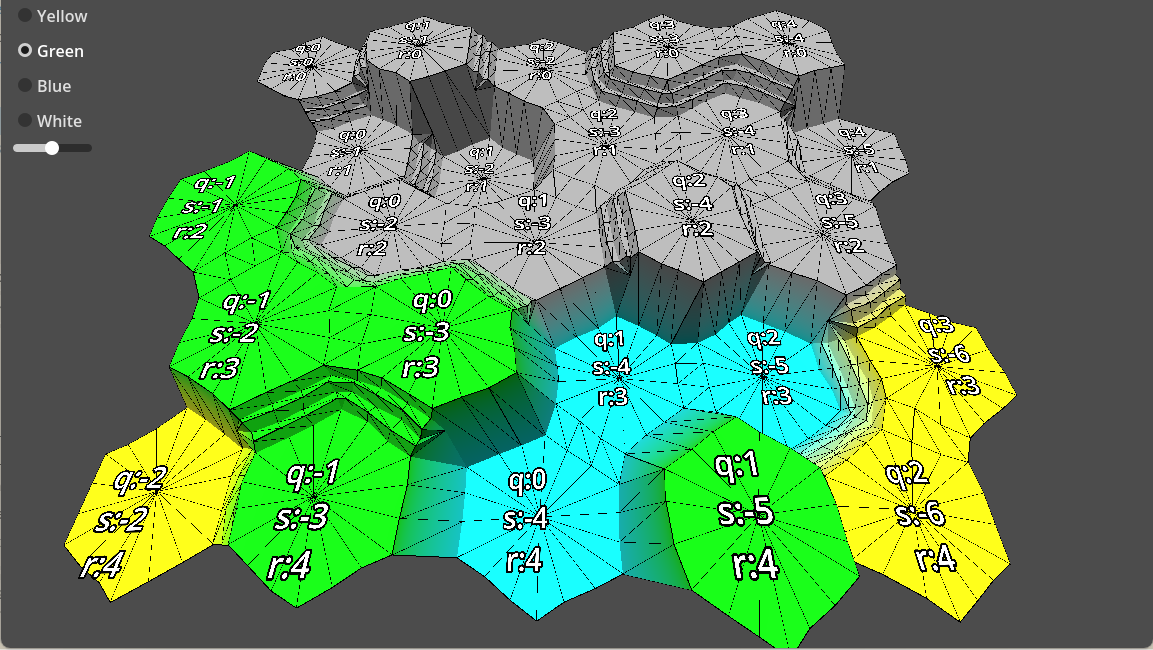 Yellow
Green
Blue
White
q:0
s:0
r:0
q:1
s:-1
r:0
q:2
s:-2
r:0
q:3
s:-3
r:0
q:4
s:-4
r:0
q:0
s:-1
r:1
q:1
s:-2
r:1
q:2
s:-3
r:1
q:3
s:-4
r:1
q:4
s:-5
r:1
q:-1
s:-1
r:2
q:0
s:-2
r:2
q:1
s:-3
r:2
q:2
s:-4
r:2
q:3
s:-5
r:2
q:-1
s:-2
r:3
q:0
s:-3
r:3
q:1
s:-4
r:3
q:2
s:-5
r:3
q:3
s:-6
r:3
q:-2
s:-2
r:4
q:-1
s:-3
r:4
q:0
s:-4
r:4
q:1
s:-5
r:4
q:2
s:-6
r:4